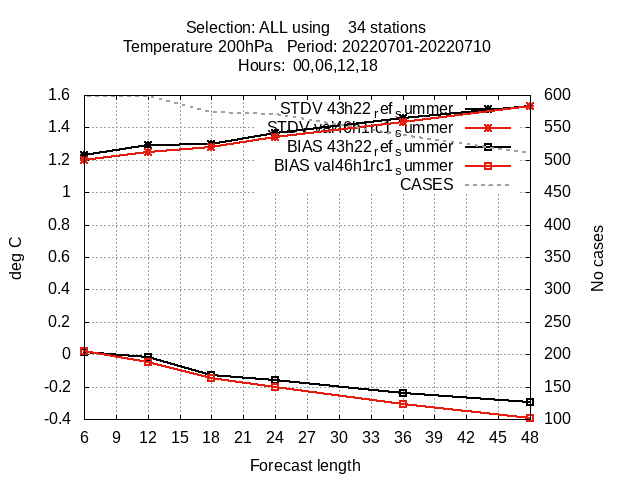 Selection: ALL using 34 stations
Temperature 200hPa Period: 20220701-20220710
Hours: 00,06,12,18
1.6
1.4
1.2
1
0.8
0.6
0.4
0.2
0
-0.2
-0.4
deg C
STDV 43h22_ref_summer
STDV val46h1rc1_summer
BIAS 43h22_ref_summer
BIAS val46h1rc1_summer
CASES
600
550
500
450
400
350
300
250
200
150
100
No cases
6 9 12 15 18 21 24 27 30 33 36 39 42 45 48
Forecast length